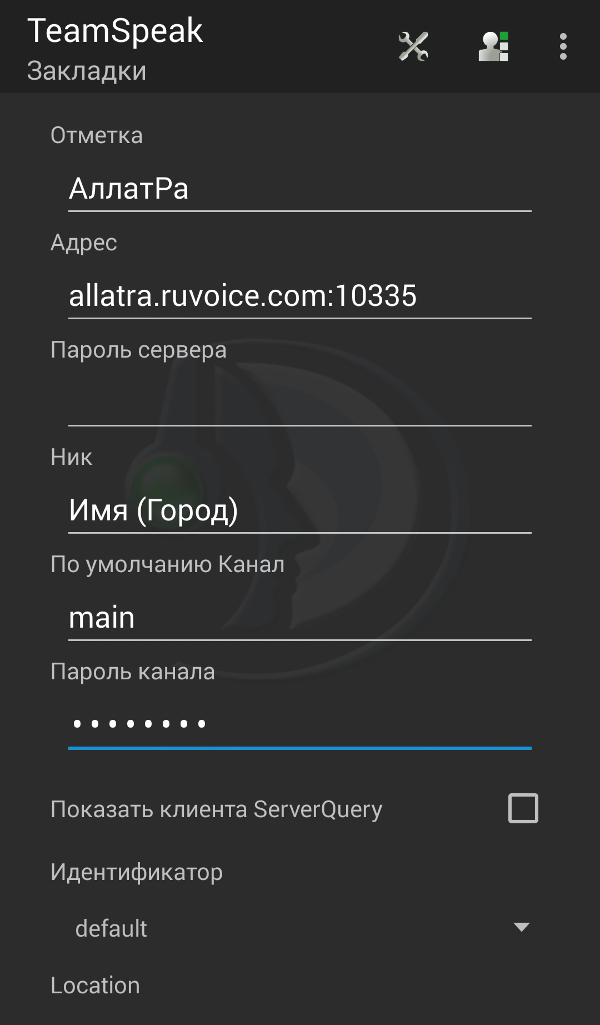 TeamSpeak
Закладки
Отметка
АллатРа
Адрес
allatra.ruvoice.com:10335
Пароль сервера
Ник
Имя (Город)
По умолчанию Канал
main
Пароль канала
••••••••
Показать клиента ServerQuery
Идентификатор
default
Location